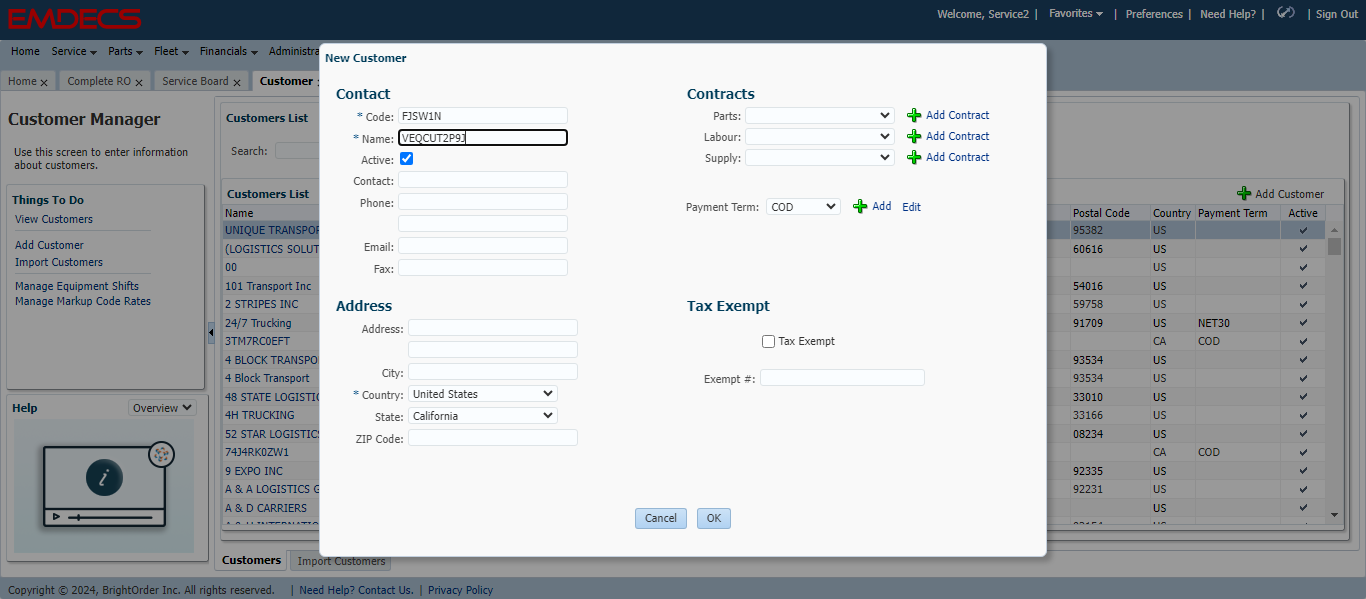 EMDECS
Welcome, Service2 | Favorites | Preferences | Need Help? | | Sign Out
Home Service Parts Fleet Financials Administra
Home x Complete RO x Service Board x Customer
Customer Manager
Use this screen to enter information
about customers.
Things To Do
View Customers
Add Customer
Import Customers
Manage Equipment Shifts
Manage Markup Code Rates
Help Overview
Customers List
Search:
Customers List
Add Customer
Name Postal Code Country Payment Term Active
UNIQUE TRANSPOR 95382 US
(LOGISTICS SOLUT 60616 US
00 US
101 Transport Inc 54016 US
2 STRIPES INC 59758 US
24/7 Trucking 91709 US NET30
3TM7RC0EFT CA COD
4 BLOCK TRANSPO 93534 US
4 Block Transport 93534 US
48 STATE LOGISTIC 33010 US
4H TRUCKING 33166 US
52 STAR LOGISTICS 08234 US
74J4RK0ZW1 CA COD
9 EXPO INC 92335 US
A & A LOGISTICS G 92231 US
A & D CARRIERS US
Customers Import Customers
New Customer
Contact
* Code: FJSW1N
* Name: VEQCUT2P9J
Active:
Contact:
Phone:
Email:
Fax:
Address
Address:
City:
* Country: United States
State: California
ZIP Code:
Contracts
Parts: Add Contract
Labour: Add Contract
Supply: Add Contract
Payment Term: COD Add Edit
Tax Exempt
Tax Exempt
Exempt #:
Cancel OK
Copyright © 2024, BrightOrder Inc. All rights reserved. | Need Help? Contact Us. | Privacy Policy